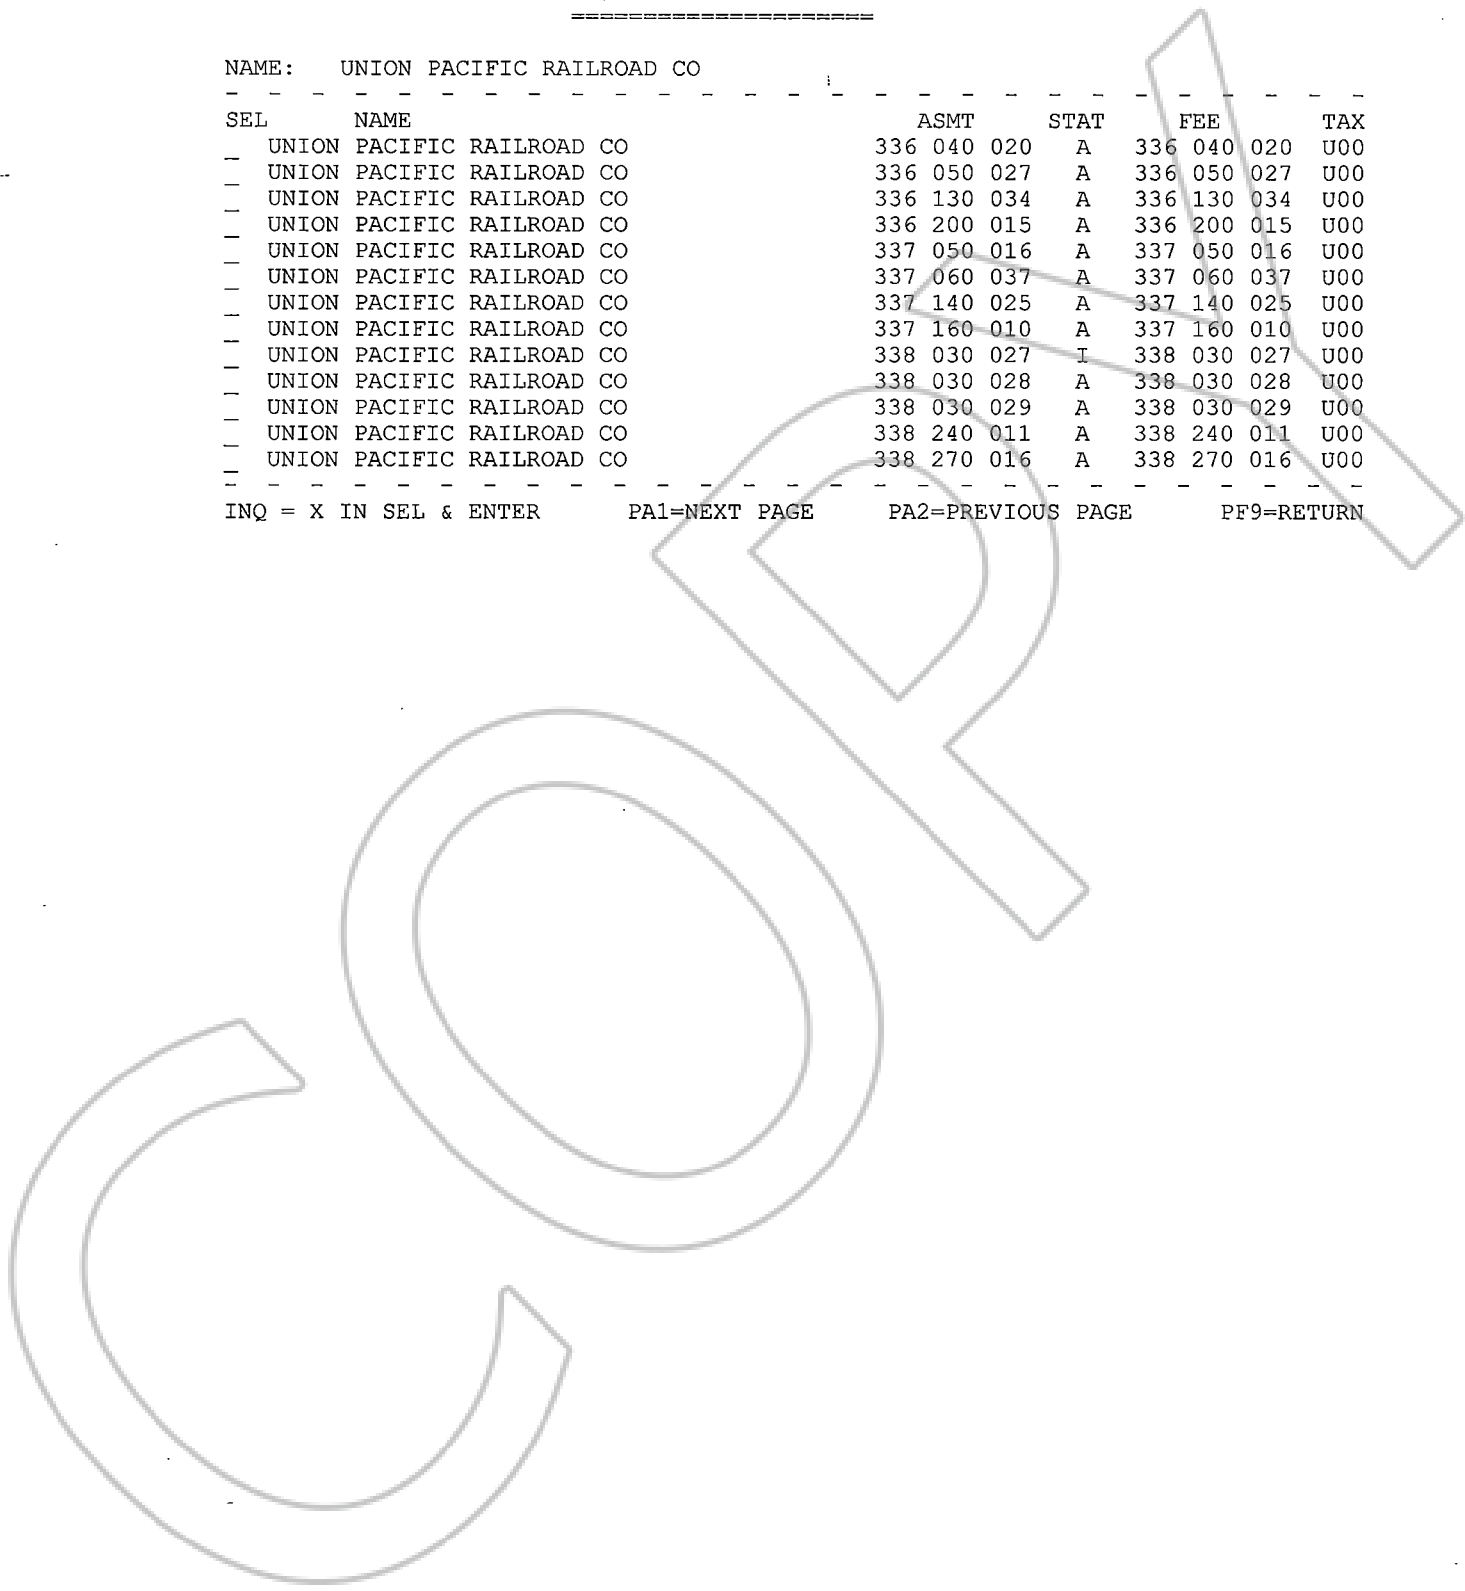 =====================
NAME: UNION PACIFIC RAILROAD CO
- - - - - - - - - - - - - - - - - - - - - - - - - - -
SEL NAME ASMT STAT FEE TAX
_ UNION PACIFIC RAILROAD CO 336 040 020 A 336 040 020 U00
_ UNION PACIFIC RAILROAD CO 336 050 027 A 336 050 027 U00
_ UNION PACIFIC RAILROAD CO 336 130 034 A 336 130 034 U00
_ UNION PACIFIC RAILROAD CO 336 200 015 A 336 200 015 U00
_ UNION PACIFIC RAILROAD CO 337 050 016 A 337 050 016 U00
_ UNION PACIFIC RAILROAD CO 337 060 037 A 337 060 037 U00
_ UNION PACIFIC RAILROAD CO 337 140 025 A 337 140 025 U00
_ UNION PACIFIC RAILROAD CO 337 160 010 A 337 160 010 U00
_ UNION PACIFIC RAILROAD CO 338 030 027 I 338 030 027 U00
_ UNION PACIFIC RAILROAD CO 338 030 028 A 338 030 028 U00
_ UNION PACIFIC RAILROAD CO 338 030 029 A 338 030 029 U00
_ UNION PACIFIC RAILROAD CO 338 240 011 A 338 240 011 U00
_ UNION PACIFIC RAILROAD CO 338 270 016 A 338 270 016 U00
- - - - - - - - - - - - - - - - - - - - - - - - - - -
INQ = X IN SEL & ENTER PA1=NEXT PAGE PA2=PREVIOUS PAGE PF9=RETURN
COPY